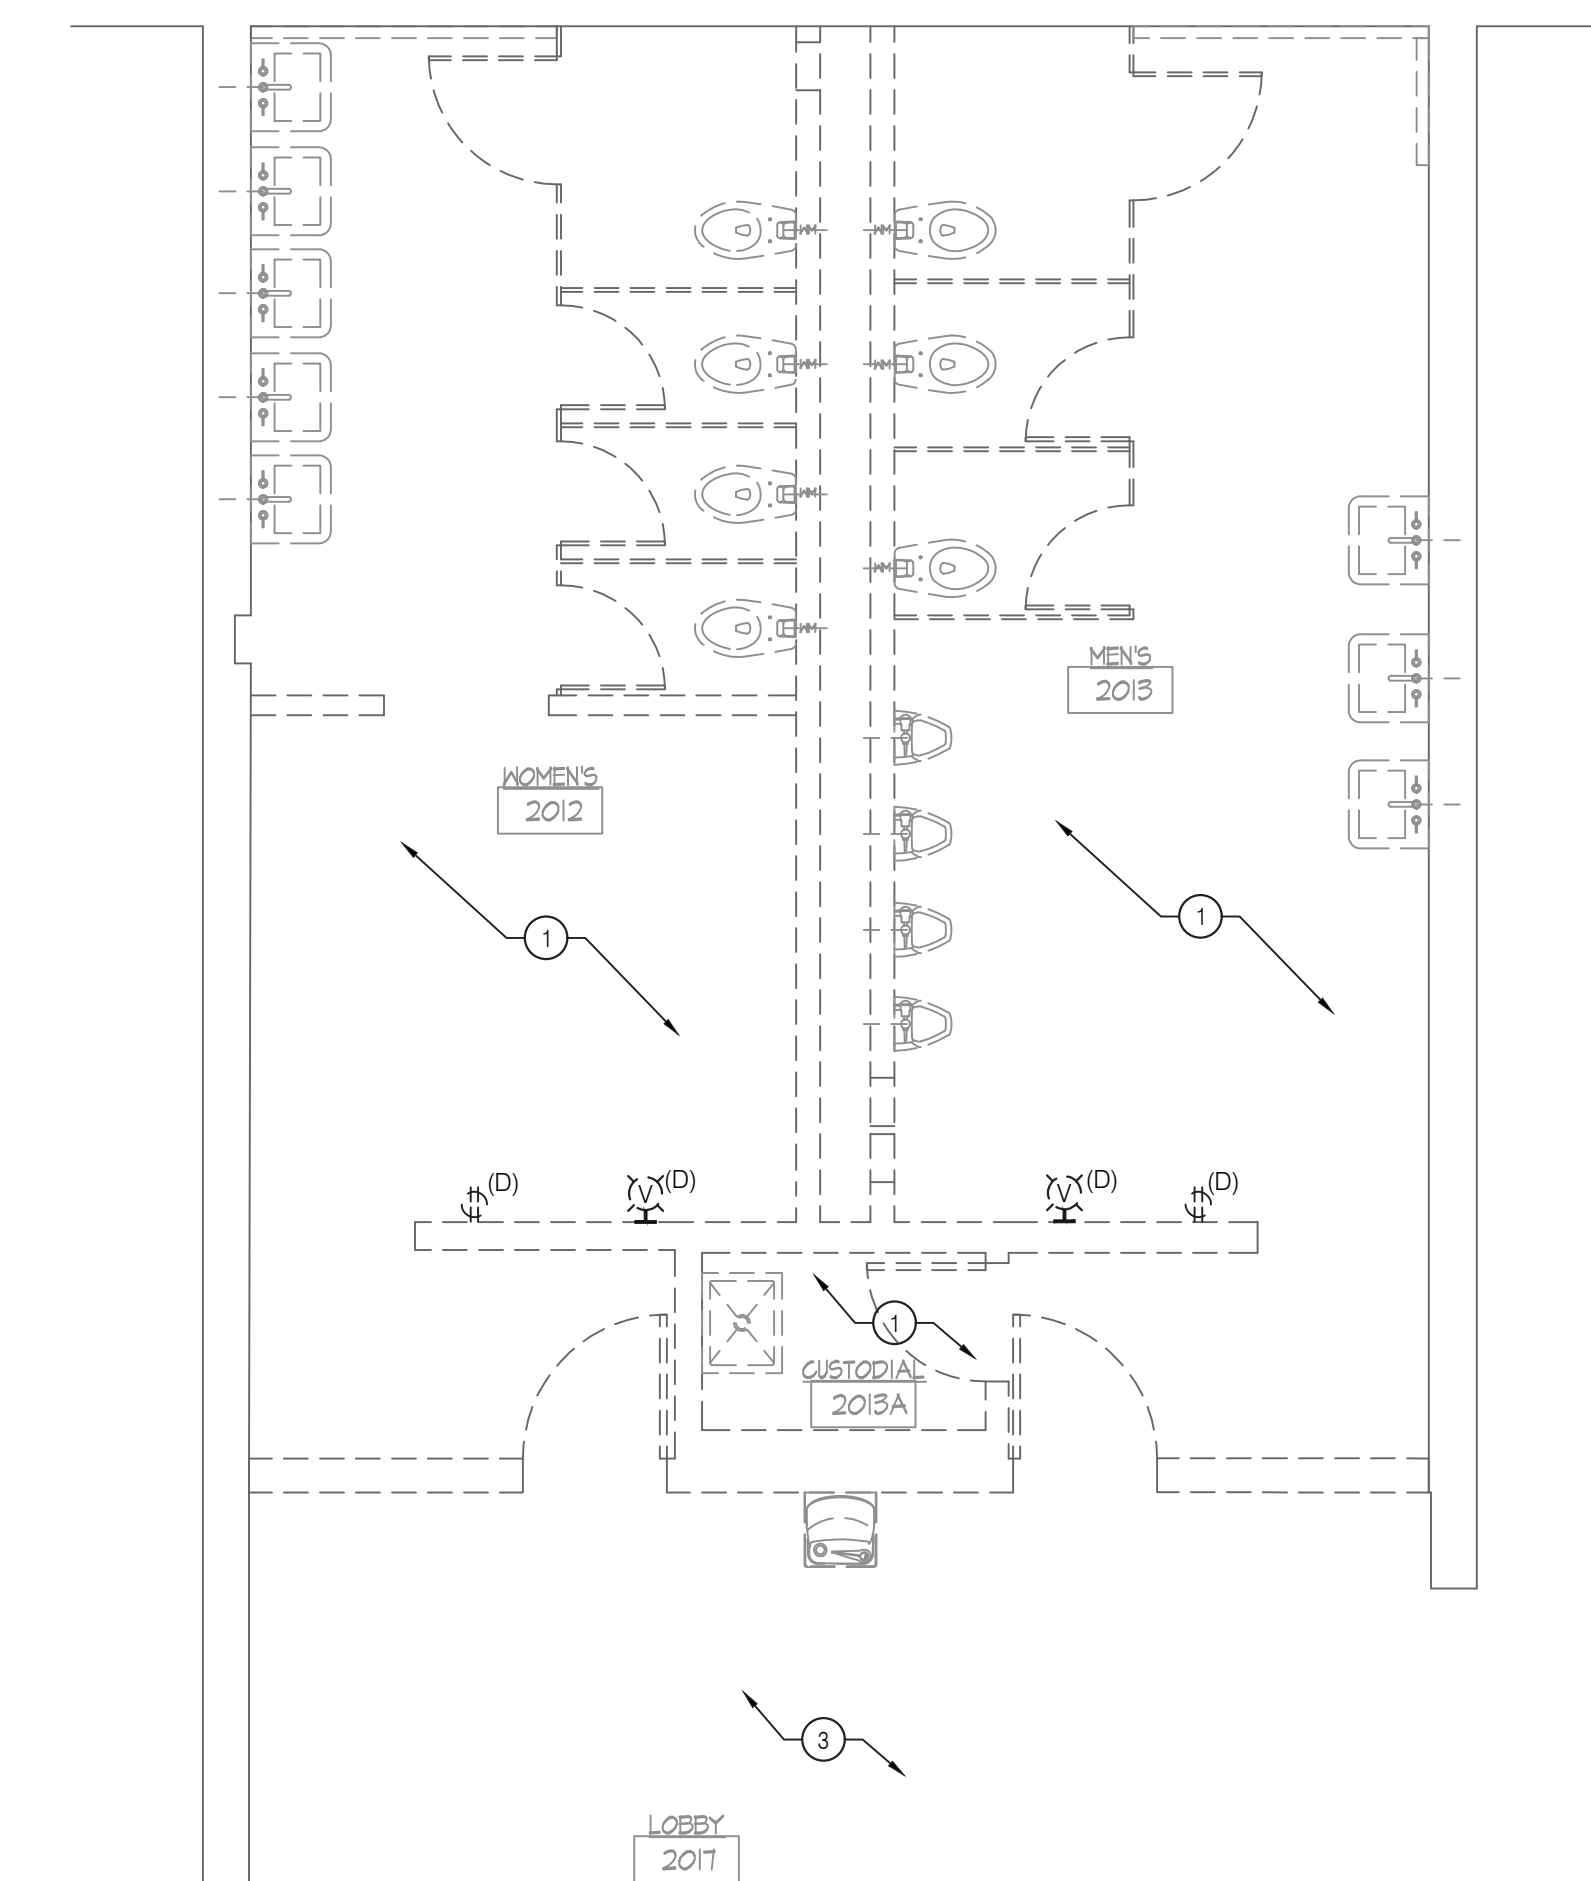 MEN'S
2013
WOMEN'S
2012
1
1
(D)
V (D)
V (D)
(D)
1
CUSTODIAL
2013A
3
LOBBY
2017